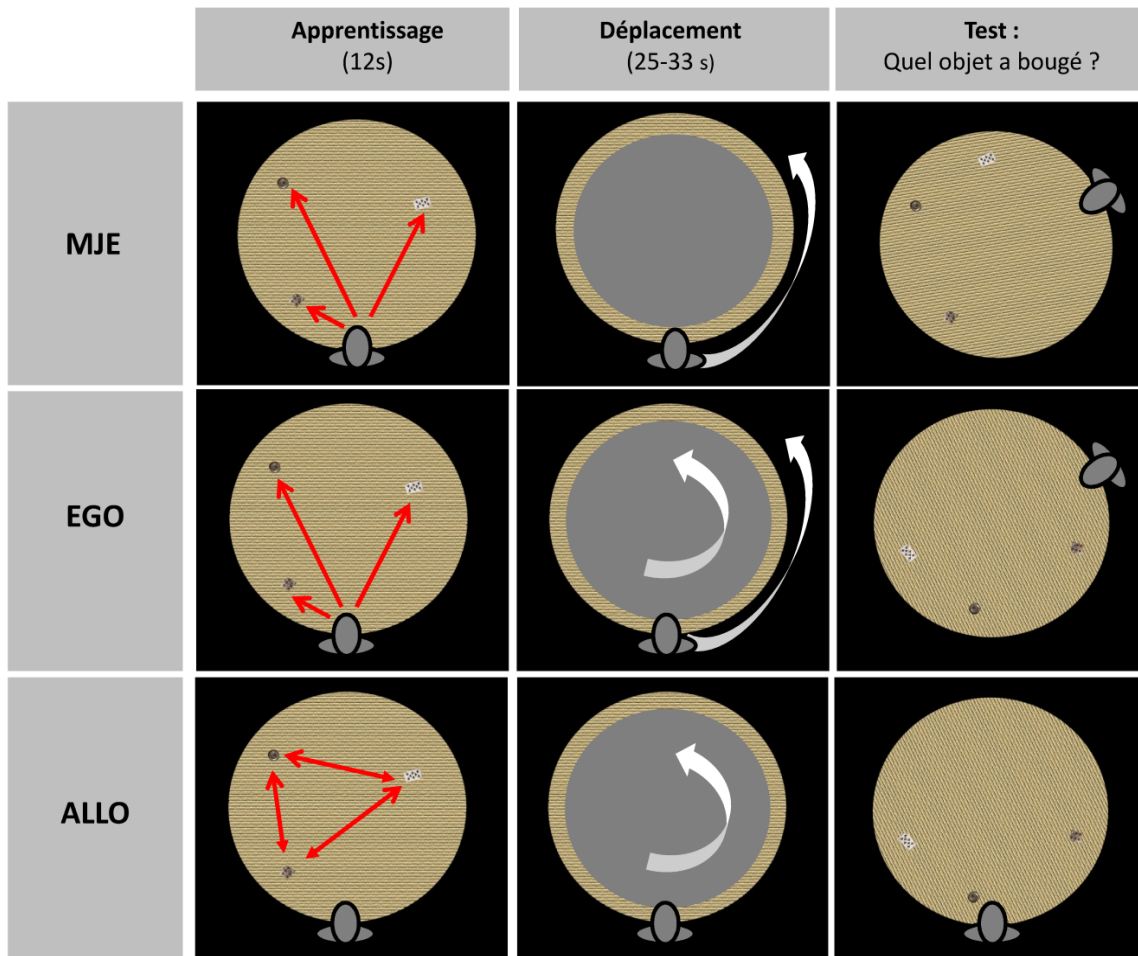 Apprentissage
(12s)
Déplacement
(25-33 s)
Test :
Quel objet a bougé ?
MJE
EGO
ALLO